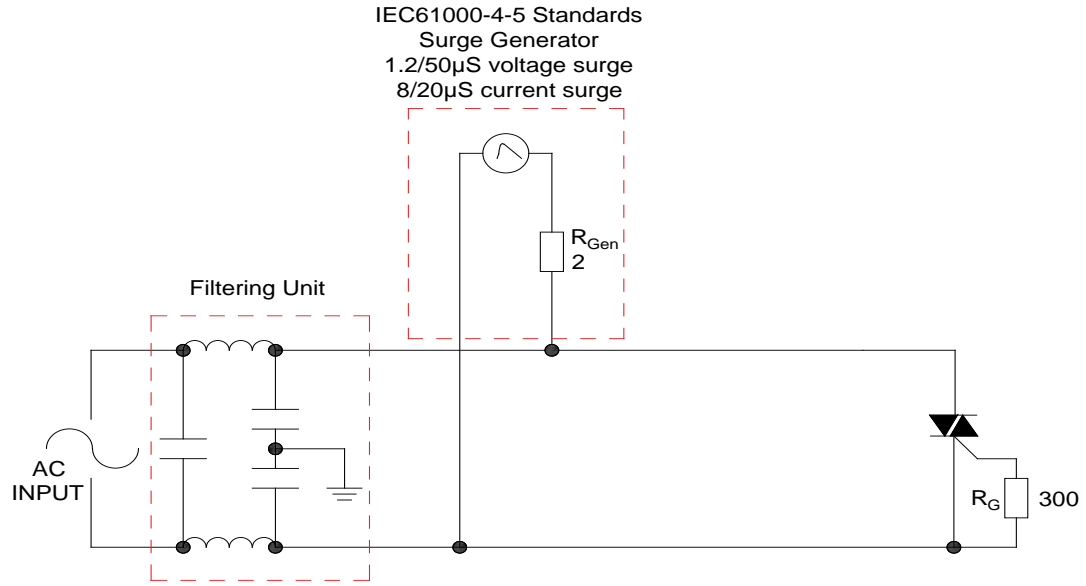 IEC61000-4-5 Standards
Surge Generator
1.2/50µS voltage surge
8/20µS current surge
RGen
2
Filtering Unit
AC
INPUT
RG 300